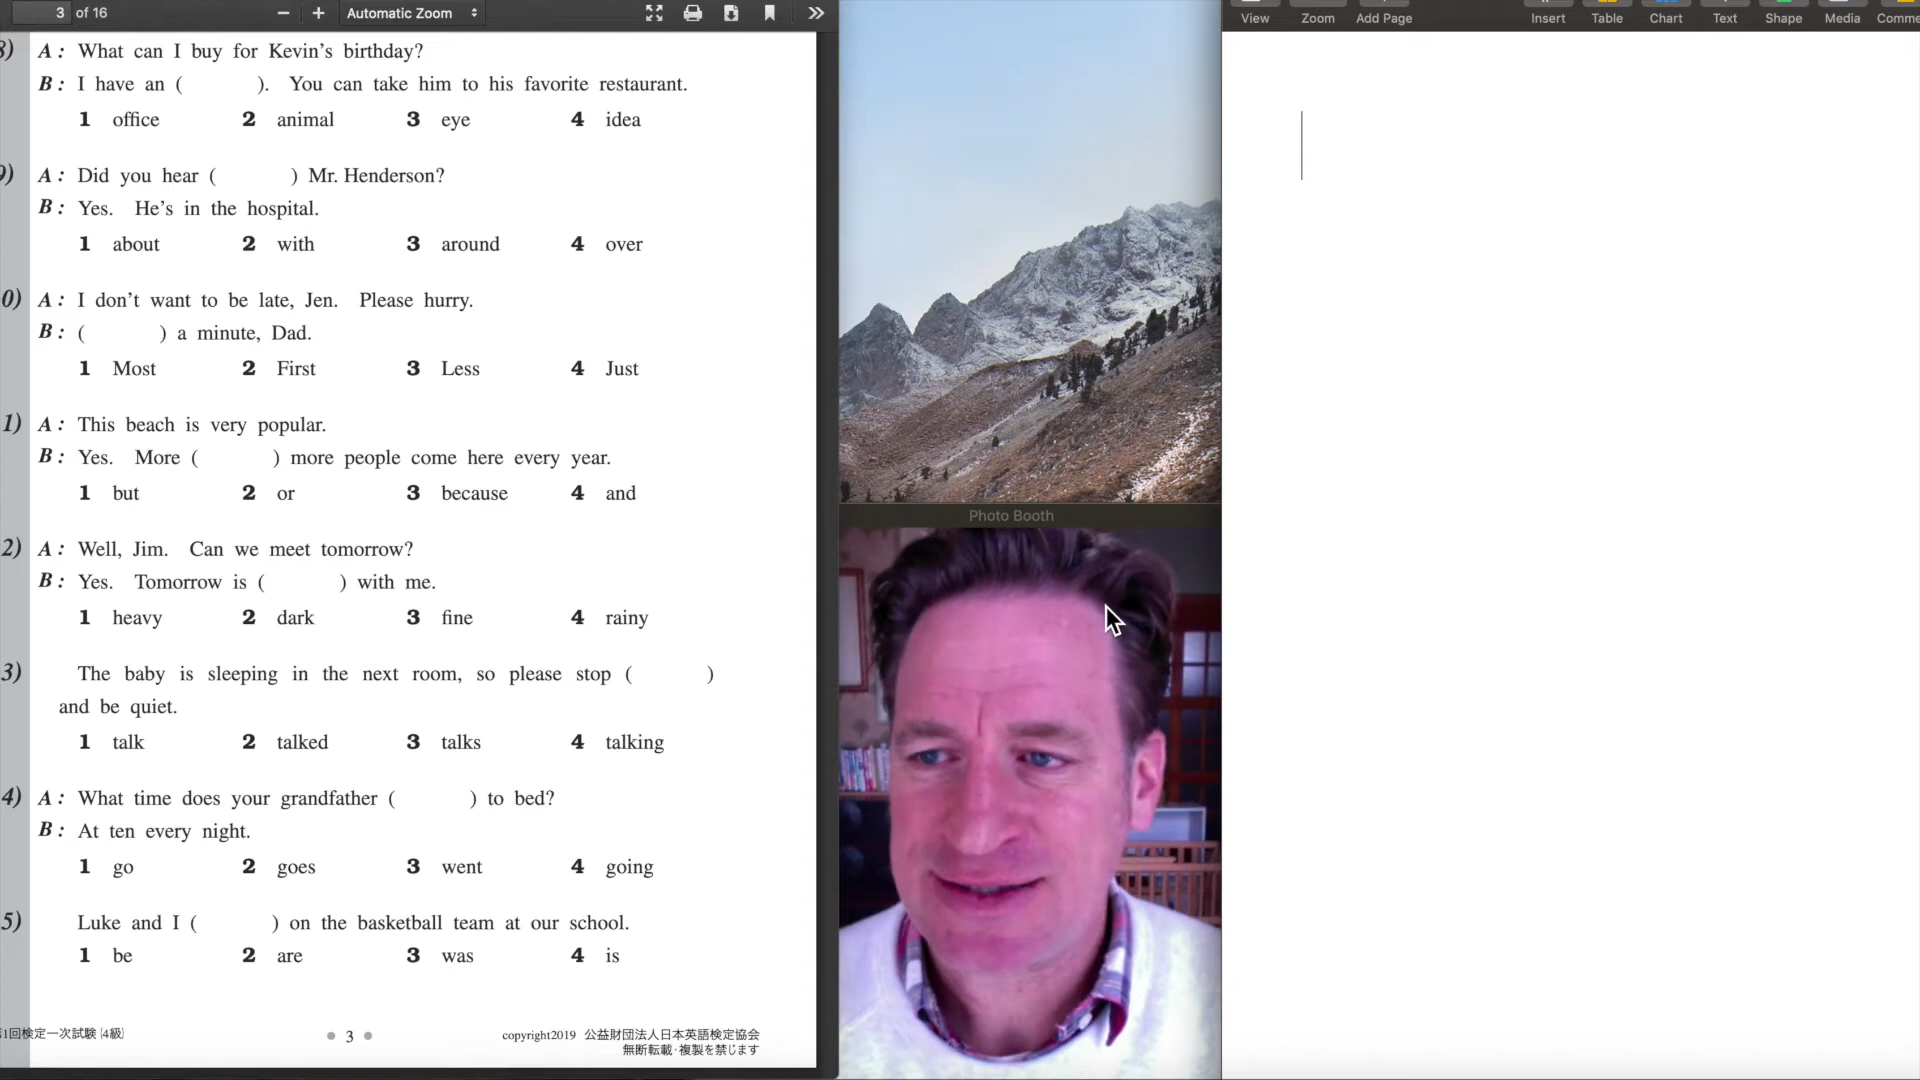 3 of 16
Automatic Zoom
View Zoom Add Page Insert Table Chart Text Shape Media
8) A: What can I buy for Kevin's birthday?
B: I have an ( ). You can take him to his favorite restaurant.
1 office 2 animal 3 eye 4 idea
9) A: Did you hear ( ) Mr. Henderson?
B: Yes. He's in the hospital.
1 about 2 with 3 around 4 over
0) A: I don't want to be late, Jen. Please hurry.
B: ( ) a minute, Dad.
1 Most 2 First 3 Less 4 Just
1) A: This beach is very popular.
B: Yes. More ( ) more people come here every year.
1 but 2 or 3 because 4 and
2) A: Well, Jim. Can we meet tomorrow?
B: Yes. Tomorrow is ( ) with me.
1 heavy 2 dark 3 fine 4 rainy
3) The baby is sleeping in the next room, so please stop ( )
and be quiet.
1 talk 2 talked 3 talks 4 talking
4) A: What time does your grandfather ( ) to bed?
B: At ten every night.
1 go 2 goes 3 went 4 going
5) Luke and I ( ) on the basketball team at our school.
1 be 2 are 3 was 4 is
1回検定一次試験 (4級)
3
copyright2019 公益財団法人日本英語検定協会
無断転載・複製を禁じます
Photo Booth